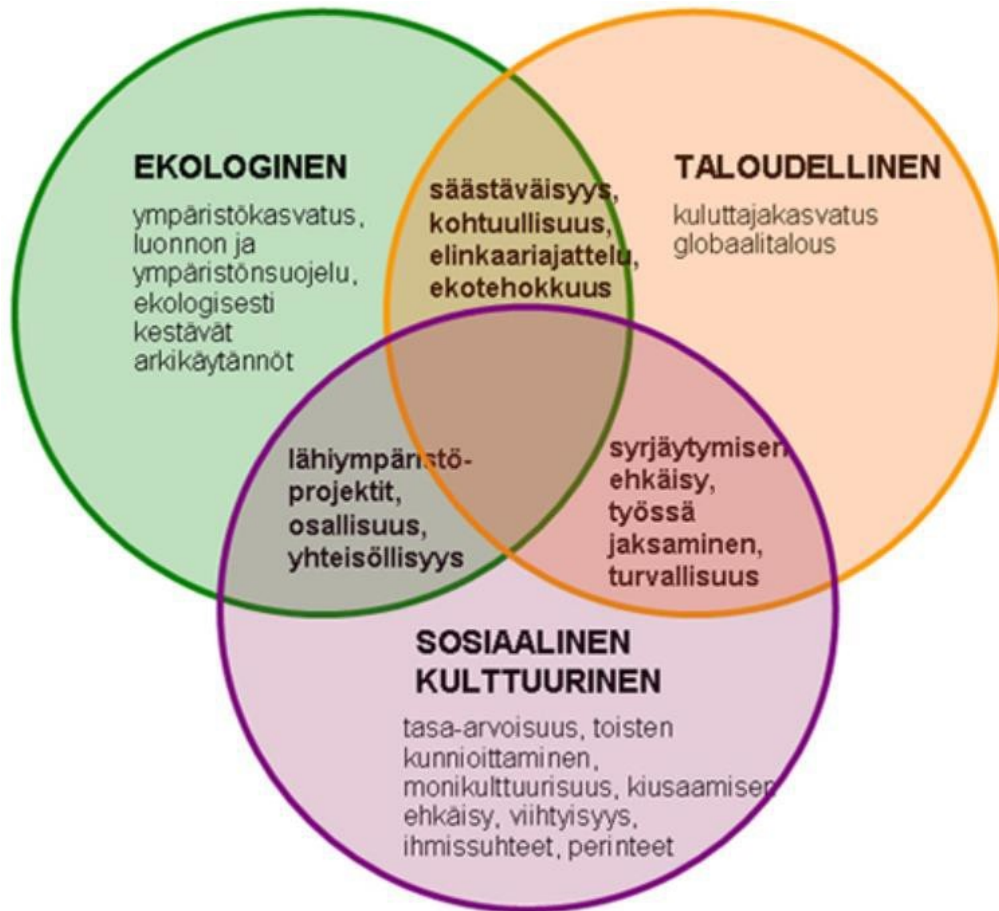 EKOLOGINEN
ympäristökasvatus,
luonnon ja
ympäristönsuojelu,
ekologisesti
kestävät
arkikäytännöt
säästäväisyys,
kohtuullisuus,
elinkaariajattelu,
ekotehokkuus
TALOUDELLINEN
kuluttajakasvatus
globaalitalous
lähiympäristö-
projektit,
osallisuus,
yhteisöllisyys
syrjäytymisen
ehkäisy,
työssä
jaksaminen,
turvallisuus
SOSIAALINEN
KULTTUURINEN
tasa-arvoisuus, toisten
kunnioittaminen,
monikulttuurisuus, kiusaamisen
ehkäisy, viihtyisyys,
ihmissuhteet, perinteet